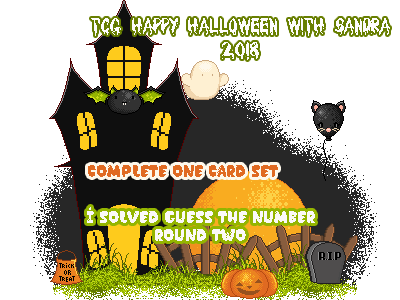 TCG HAPPY HALLOWEEN WITH SANDRA
2018
COMPLETE ONE CARD SET
I SOLVED GUESS THE NUMBER
ROUND TWO
RIP
TRICK
OR
TREAT